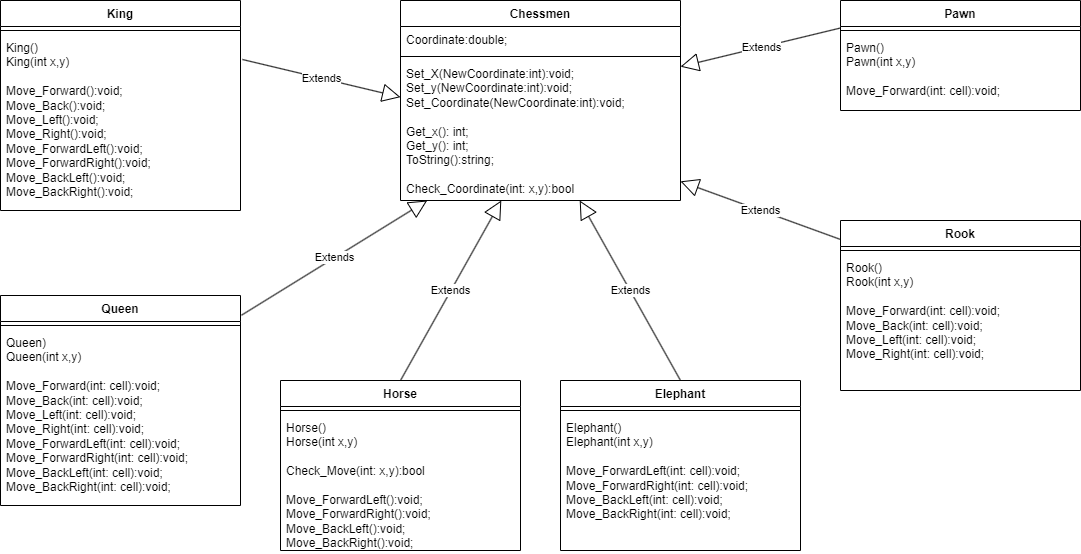 King
King()
King(int x,y)
Move_Forward():void;
Move_Back():void;
Move_Left():void;
Move_Right():void;
Move_ForwardLeft():void;
Move_ForwardRight():void;
Move_BackLeft():void;
Move_BackRight():void;
Extends
Chessmen
Coordinate:double;
Set_X(NewCoordinate:int):void;
Set_y(NewCoordinate:int):void;
Set_Coordinate(NewCoordinate:int):void;
Get_x(): int;
Get_y(): int;
ToString():string;
Check_Coordinate(int: x,y):bool
Extends
Pawn
Pawn()
Pawn(int x,y)
Move_Forward(int: cell):void;
Extends
Rook
Rook()
Rook(int x,y)
Move_Forward(int: cell):void;
Move_Back(int: cell):void;
Move_Left(int: cell):void;
Move_Right(int: cell):void;
Extends
Queen
Queen)
Queen(int x,y)
Move_Forward(int: cell):void;
Move_Back(int: cell):void;
Move_Left(int: cell):void;
Move_Right(int: cell):void;
Move_ForwardLeft(int: cell):void;
Move_ForwardRight(int: cell):void;
Move_BackLeft(int: cell):void;
Move_BackRight(int: cell):void;
Extends
Horse
Horse()
Horse(int x,y)
Check_Move(int: x,y):bool
Move_ForwardLeft():void;
Move_ForwardRight():void;
Move_BackLeft():void;
Move_BackRight():void;
Extends
Elephant
Elephant()
Elephant(int x,y)
Move_ForwardLeft(int: cell):void;
Move_ForwardRight(int: cell):void;
Move_BackLeft(int: cell):void;
Move_BackRight(int: cell):void;